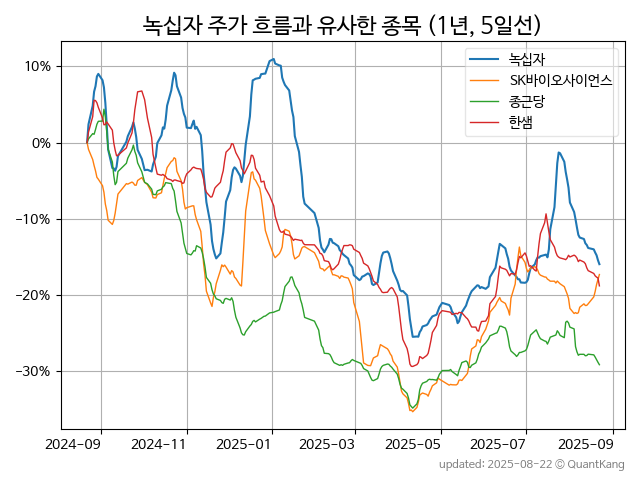 녹십자 주가 흐름과 유사한 종목 (1년, 5일선)
녹십자
SK바이오사이언스
종근당
한샘
10%
0%
−10%
−20%
−30%
2024-09
2024-11
2025-01
2025-03
2025-05
2025-07
2025-09
updated: 2025-08-22 © QuantKang